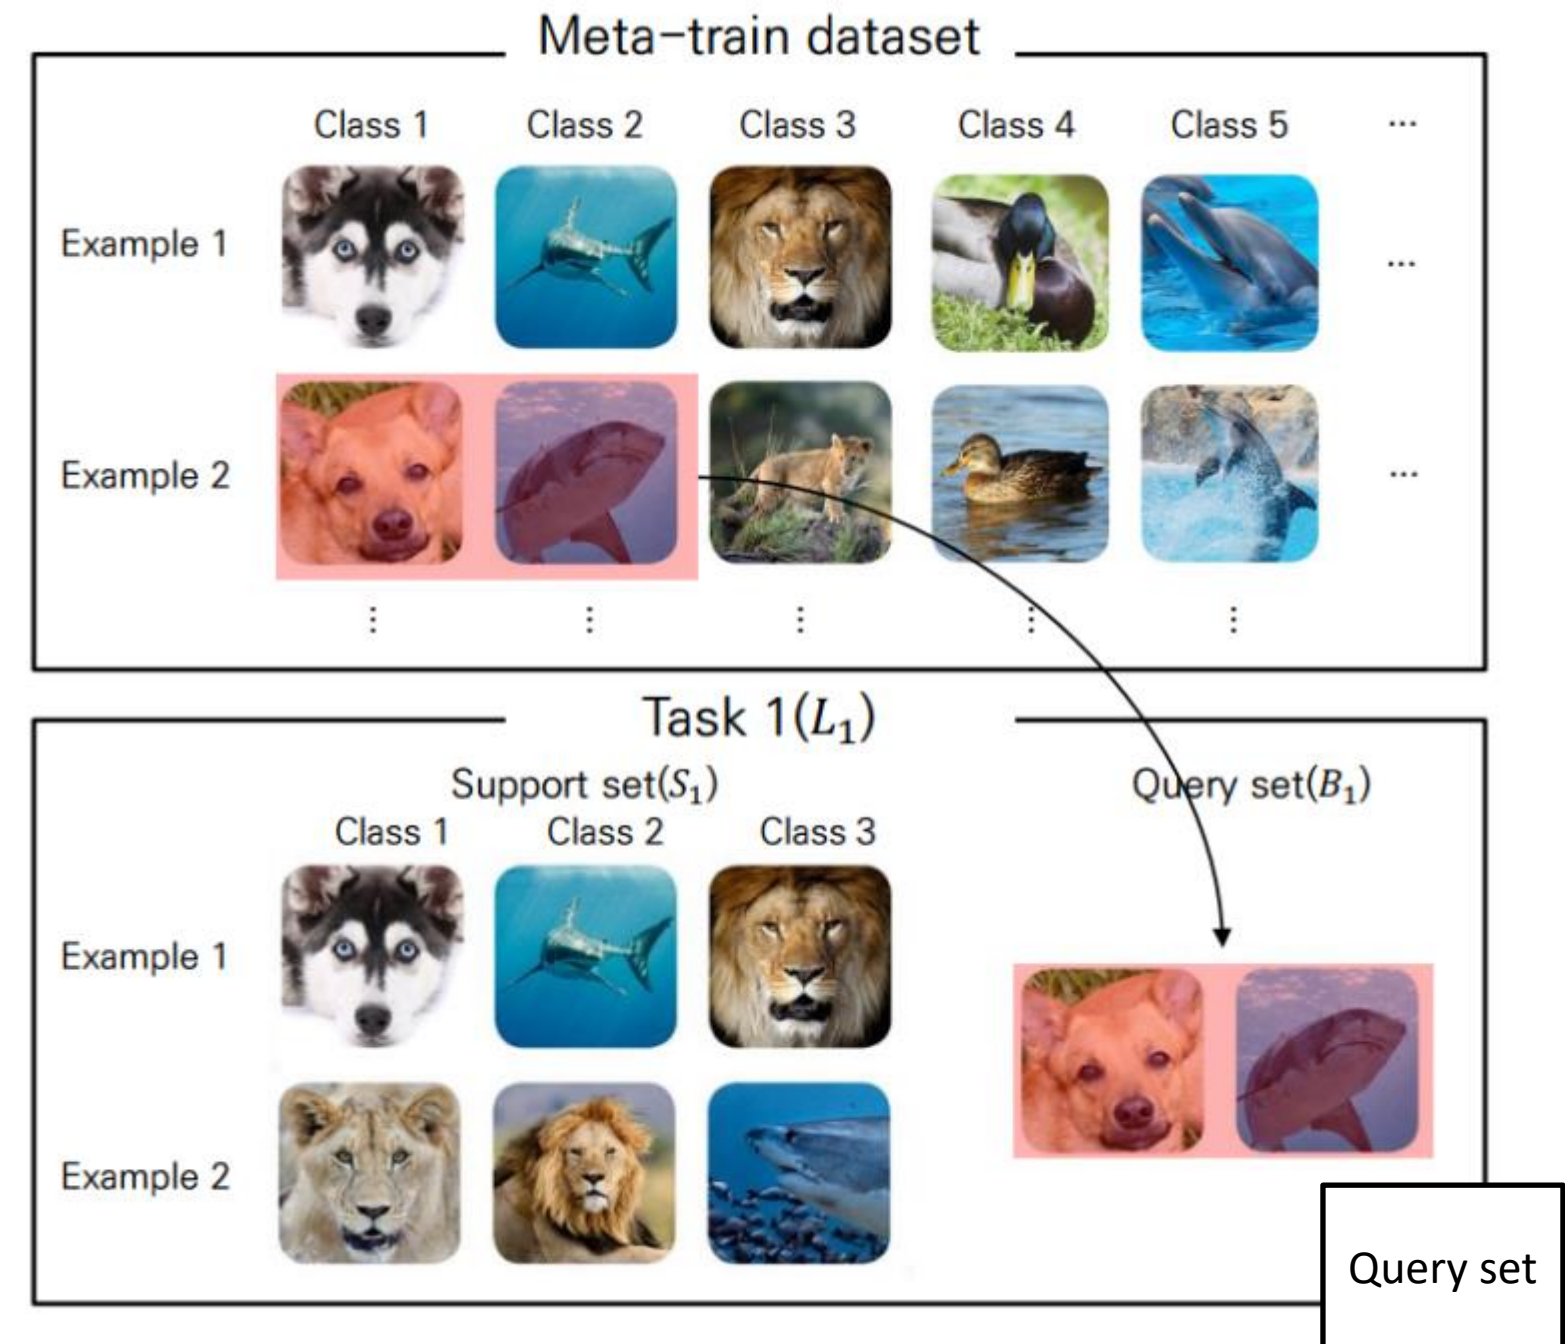 Meta-train dataset
Class 1 Class 2 Class 3 Class 4 Class 5 ...
Example 1 ...
Example 2 ...
⋮ ⋮ ⋮ ⋮ ⋮
Task 1(L₁)
Support set(S₁) Query set(B₁)
Class 1 Class 2 Class 3
Example 1
Example 2
Query set